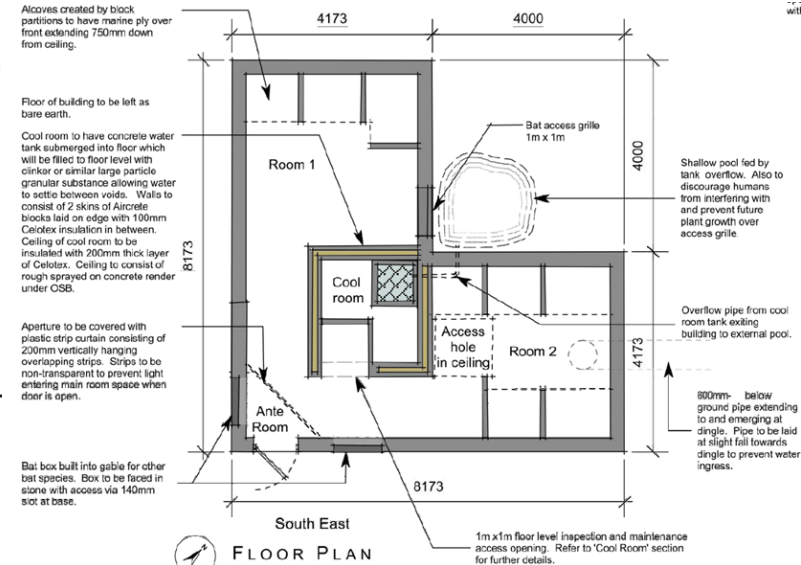 Alcoves created by block
partitions to have marine ply over
front extending 750mm down
from ceiling.
4173
4000
with
Floor of building to be left as
bare earth.
Cool room to have concrete water
tank submerged into floor which
will be filled to floor level with
clinker or similar large particle
granular substance allowing water
to settle between voids. Walls to
consist of 2 skins of Aircrete
blocks laid on edge with 100mm
Celotex insulation in between.
Ceiling of cool room to be
insulated with 200mm thick layer
of Celotex. Ceiling to consist of
rough sprayed on concrete render
under OSB.
Aperture to be covered with
plastic strip curtain consisting of
200mm vertically hanging
overlapping strips. Strips to be
non-transparent to prevent light
entering main room space when
door is open.
Bat box built into gable for other
bat species. Box to be faced in
stone with access via 140mm
slot at base.
8173
Room 1
Cool
room
Access
hole
in ceiling
Room 2
Ante
Room
Bat access grille
1m x 1m
4000
4173
Shallow pool fed by
tank overflow. Also to
discourage humans
from interfering with
and prevent future
plant growth over
access grille.
Overflow pipe from cool
room tank exiting
building to external pool.
600mm- below
ground pipe extending
to and emerging at
dingle. Pipe to be laid
at slight fall towards
dingle to prevent water
ingress.
8173
South East
FLOOR PLAN
1m x1m floor level inspection and maintenance
access opening. Refer to 'Cool Room' section
for further details.